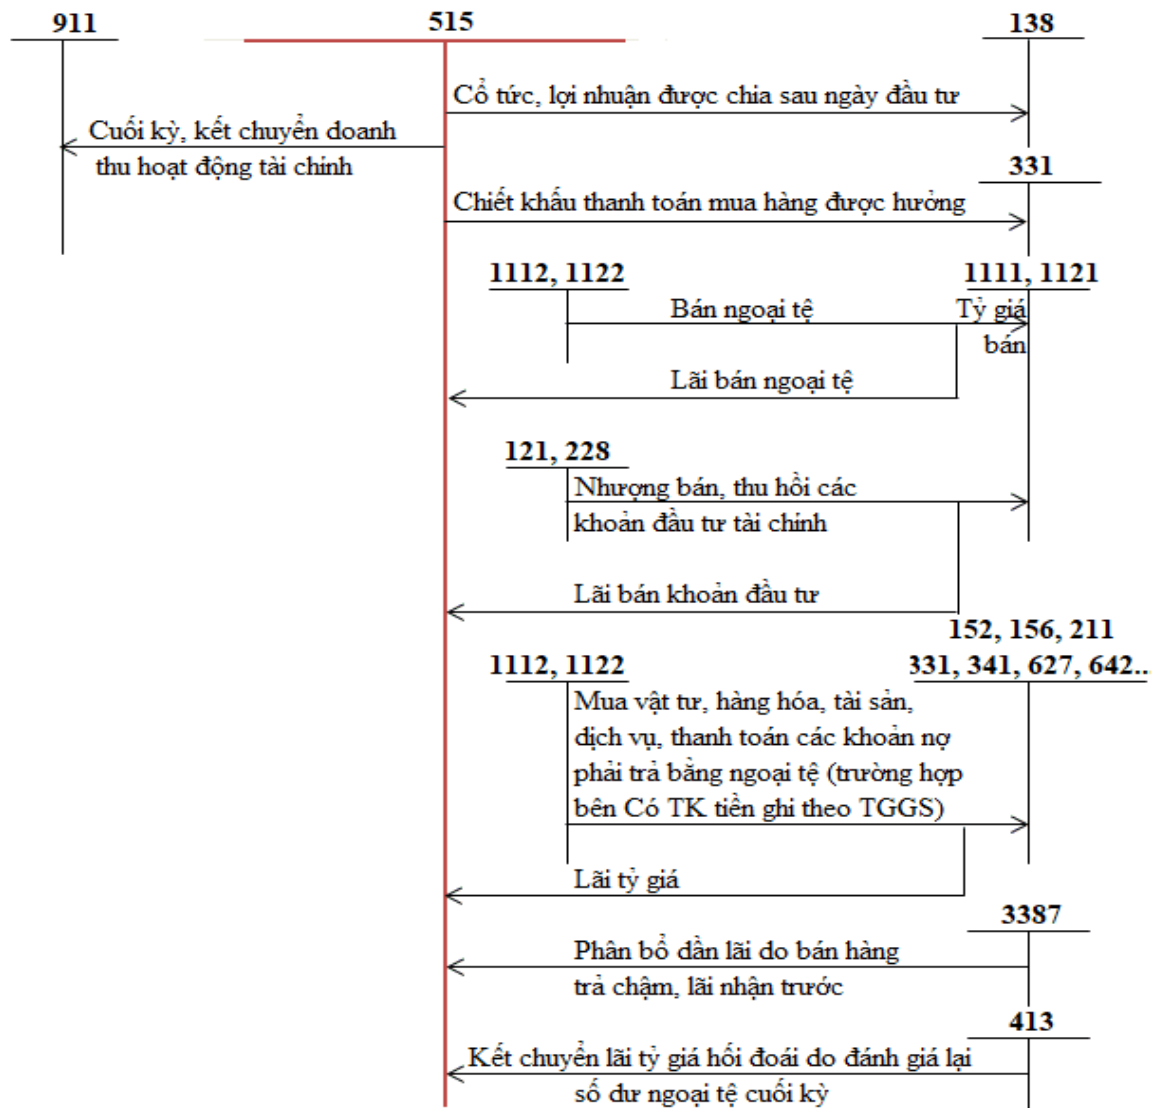 911
515
138
Cổ tức, lợi nhuận được chia sau ngày đầu tư
Cuối kỳ, kết chuyển doanh
thu hoạt động tài chính
331
Chiết khấu thanh toán mua hàng được hưởng
1112, 1122
1111, 1121
Bán ngoại tệ
Tỷ giá
bán
Lãi bán ngoại tệ
121, 228
Nhượng bán, thu hồi các
khoản đầu tư tài chính
Lãi bán khoản đầu tư
152, 156, 211
1112, 1122
331, 341, 627, 642..
Mua vật tư, hàng hóa, tài sản,
dịch vụ, thanh toán các khoản nợ
phải trả bằng ngoại tệ (trường hợp
bên Có TK tiền ghi theo TGGS)
Lãi tỷ giá
3387
Phân bổ dần lãi do bán hàng
trả chậm, lãi nhận trước
413
Kết chuyển lãi tỷ giá hối đoái do đánh giá lại
số dư ngoại tệ cuối kỳ